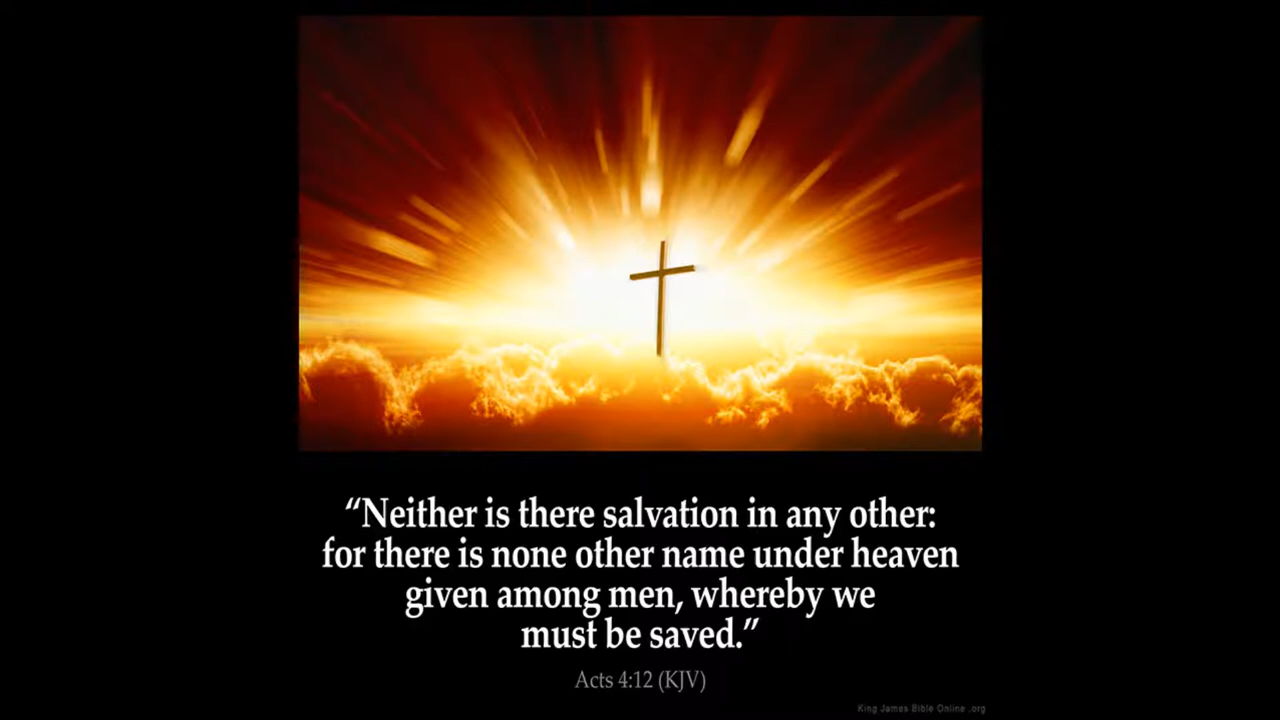 “Neither is there salvation in any other:
for there is none other name under heaven
given among men, whereby we
must be saved.”
Acts 4:12 (KJV)
King James Bible Online .org